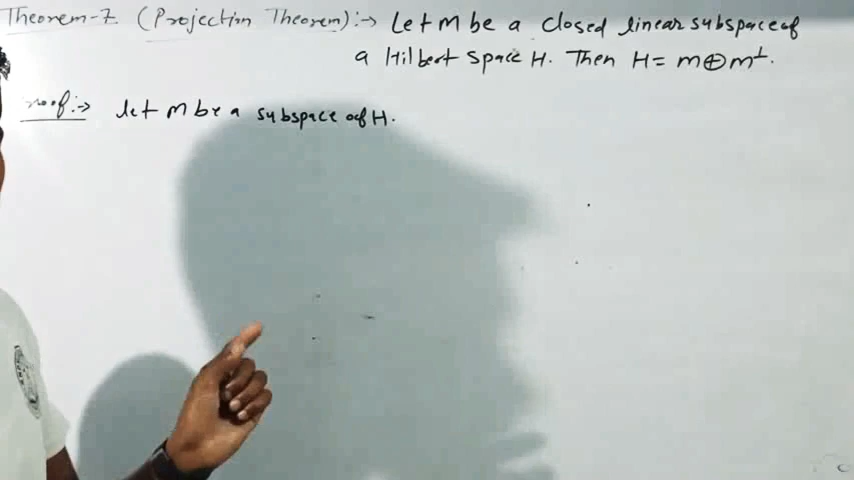 Theorem-7 (Projection Theorem):→ Let M be a closed linear subspace of
a Hilbert space H. Then H = M⊕M⊥.
Proof:→ Let M be a subspace of H.